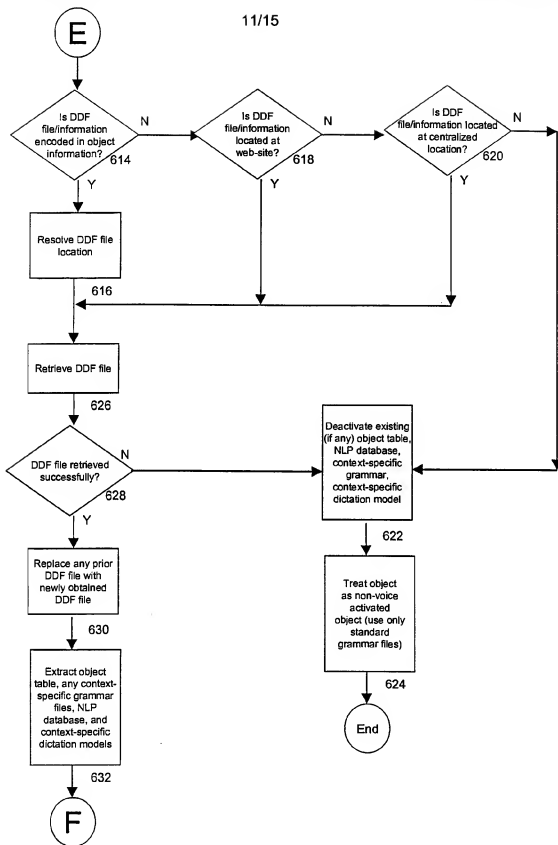 11/15
E
Is DDF
file/information
encoded in object
information?
614
N
Y
Is DDF
file/information
located at
web-site?
618
N
Y
Is DDF
file/information located
at centralized
location?
620
N
Y
Resolve DDF file
location
616
Retrieve DDF file
626
DDF file retrieved
successfully?
628
N
Y
Deactivate existing
(if any) object table,
NLP database,
context-specific
grammar,
context-specific
dictation model
622
Replace any prior
DDF file with
newly obtained
DDF file
630
Treat object
as non-voice
activated
object (use only
standard
grammar files)
624
Extract object
table, any context-
specific grammar
files, NLP
database, and
context-specific
dictation models
632
End
F